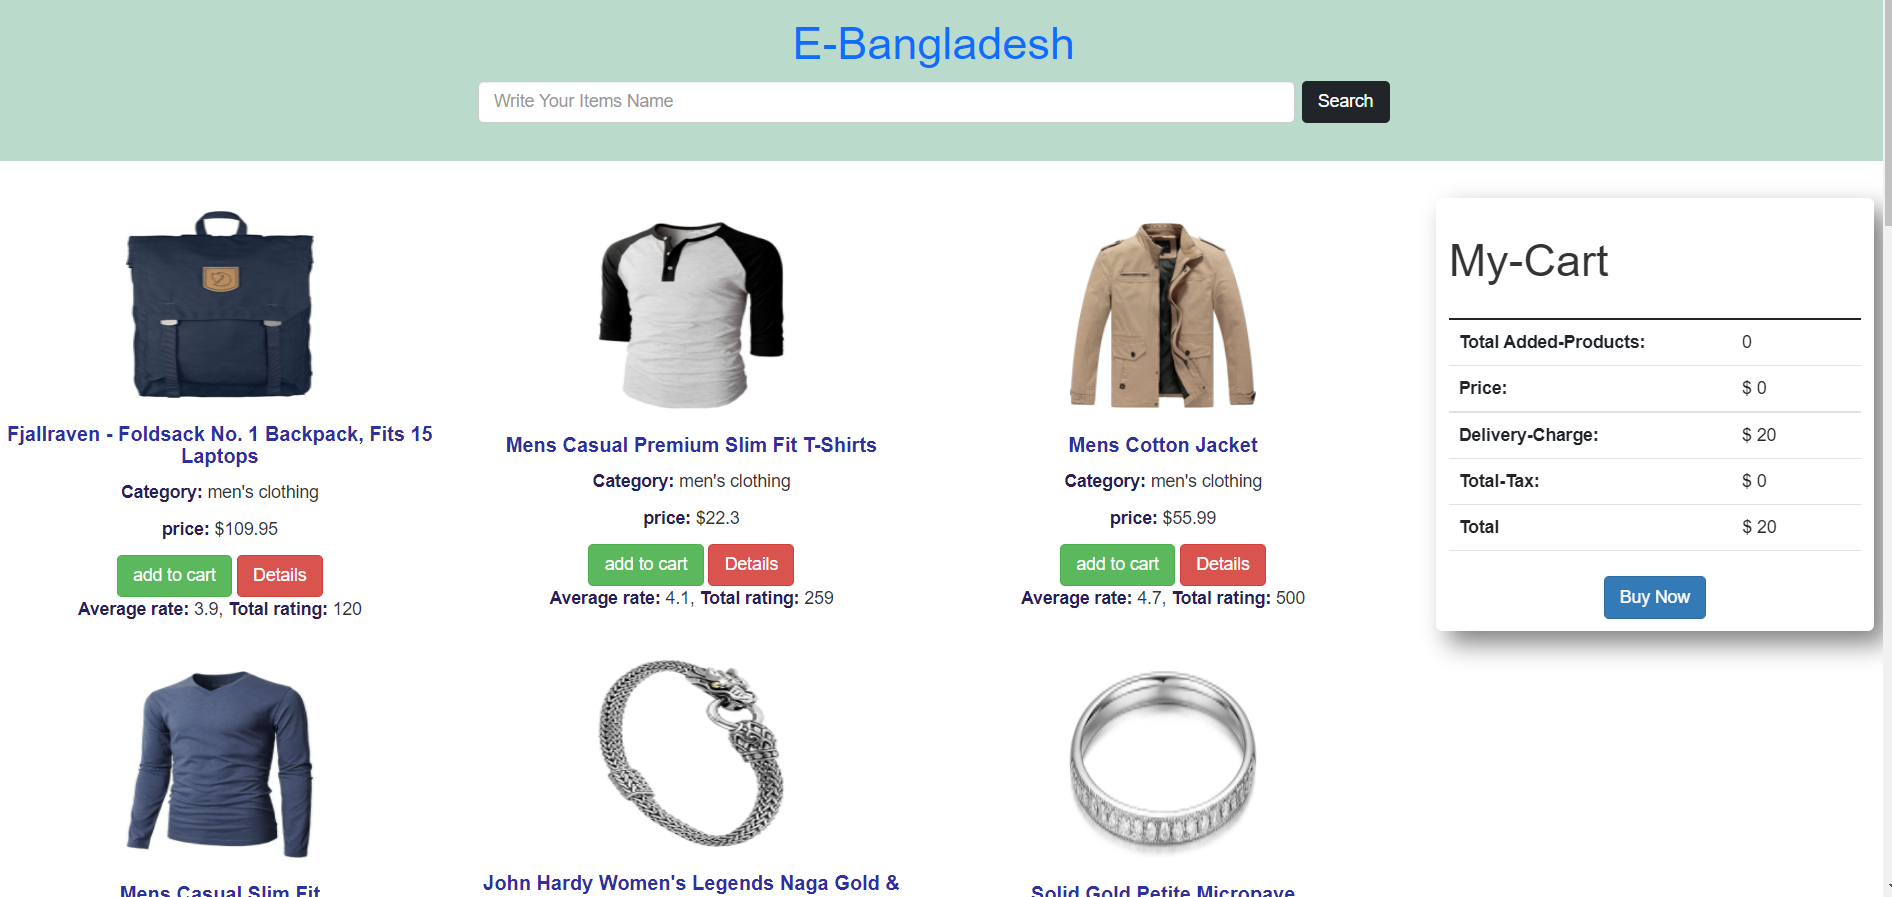 E-Bangladesh
Write Your Items Name
Search
Fjallraven - Foldsack No. 1 Backpack, Fits 15
Laptops
Category: men's clothing
price: $109.95
add to cart
Details
Average rate: 3.9, Total rating: 120
Mens Casual Premium Slim Fit T-Shirts
Category: men's clothing
price: $22.3
add to cart
Details
Average rate: 4.1, Total rating: 259
Mens Cotton Jacket
Category: men's clothing
price: $55.99
add to cart
Details
Average rate: 4.7, Total rating: 500
My-Cart
Total Added-Products: 0
Price: $ 0
Delivery-Charge: $ 20
Total-Tax: $ 0
Total $ 20
Buy Now
Mens Casual Slim Fit
John Hardy Women's Legends Naga Gold &
Solid Gold Petite Micropave